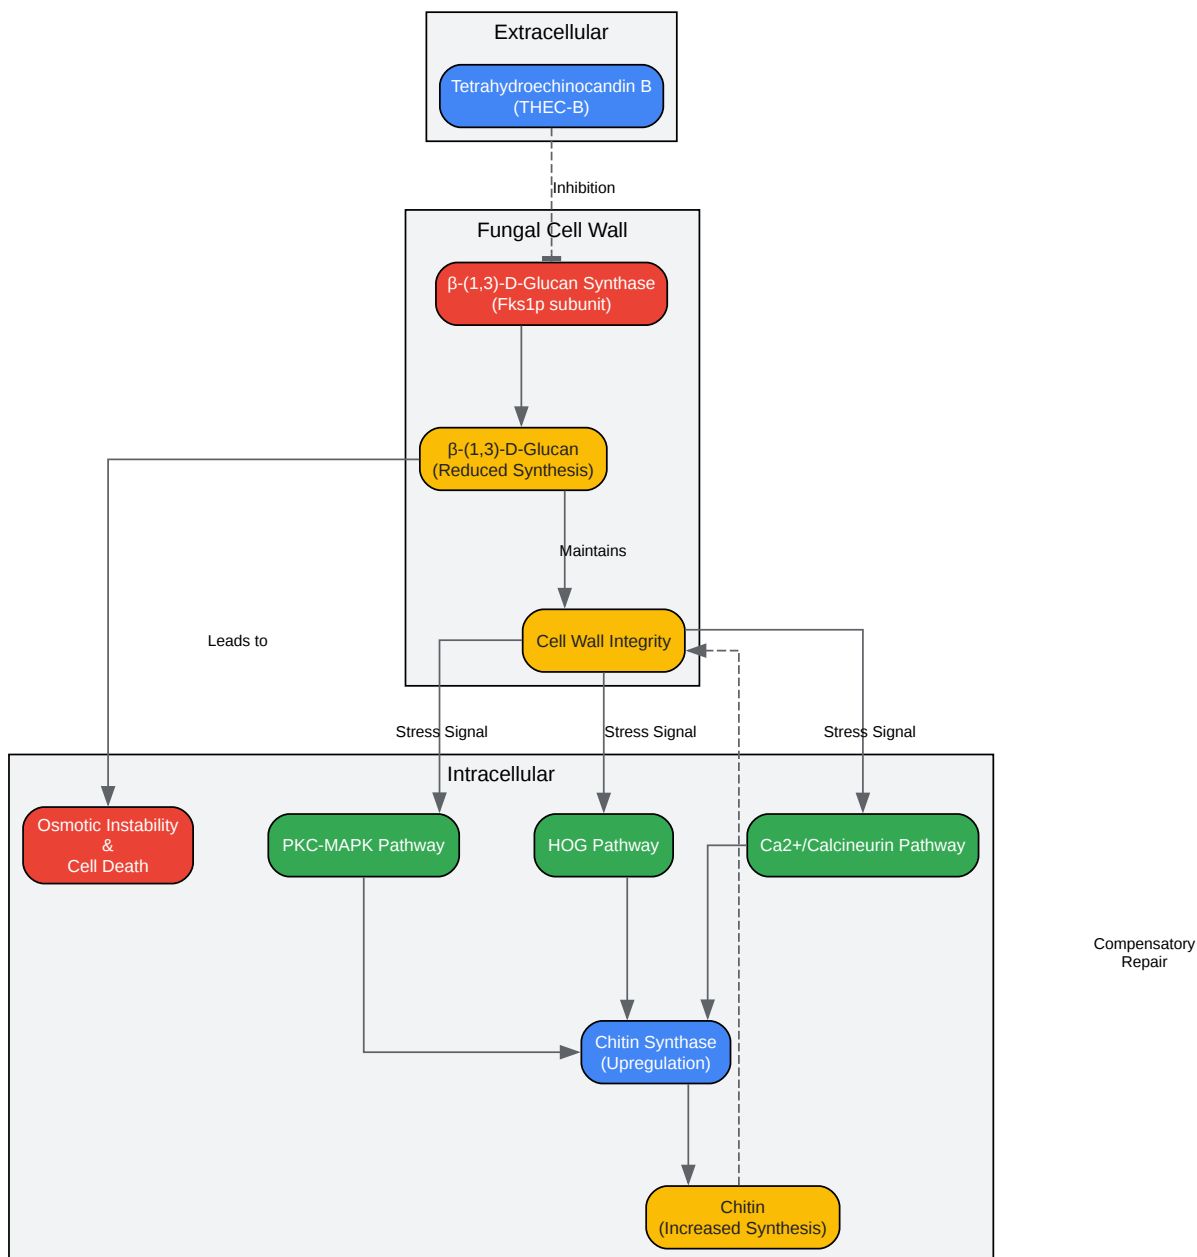 Extracellular
Tetrahydroechinocandin B
(THEC-B)
Inhibition
Fungal Cell Wall
β-(1,3)-D-Glucan Synthase
(Fks1p subunit)
β-(1,3)-D-Glucan
(Reduced Synthesis)
Maintains
Cell Wall Integrity
Leads to
Stress Signal
Stress Signal
Stress Signal
Intracellular
Osmotic Instability
&
Cell Death
PKC-MAPK Pathway
HOG Pathway
Ca2+/Calcineurin Pathway
Compensatory
Repair
Chitin Synthase
(Upregulation)
Chitin
(Increased Synthesis)